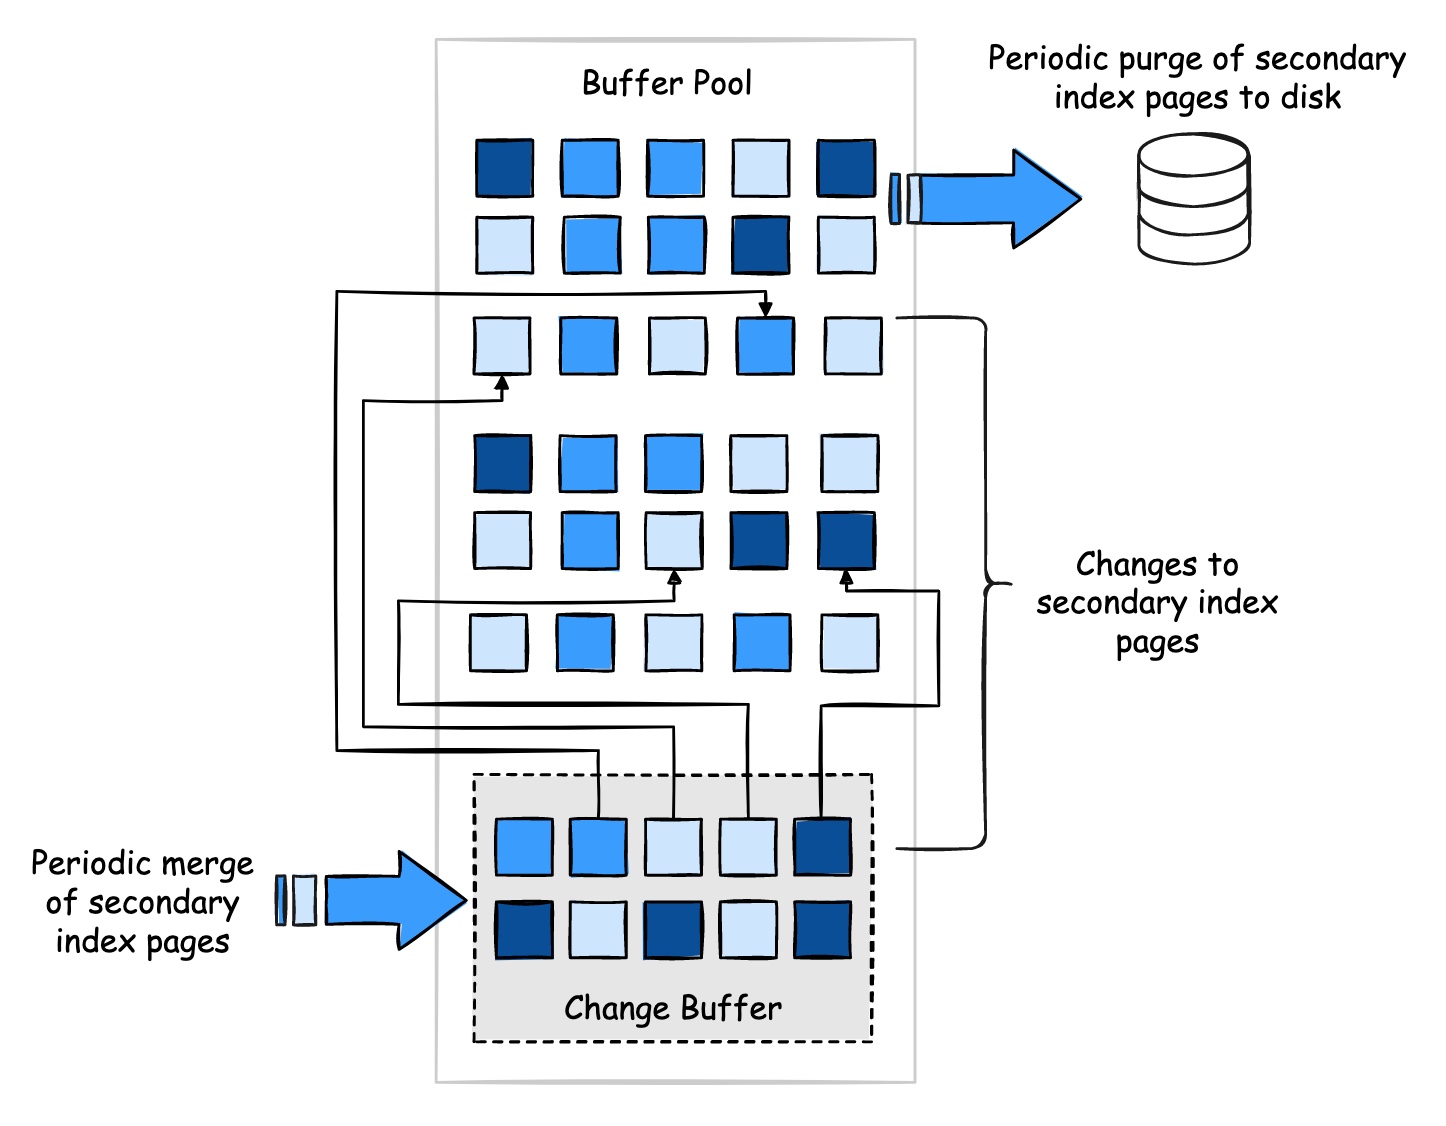 Buffer Pool
Periodic purge of secondary
index pages to disk
Changes to
secondary index
pages
Periodic merge
of secondary
index pages
Change Buffer